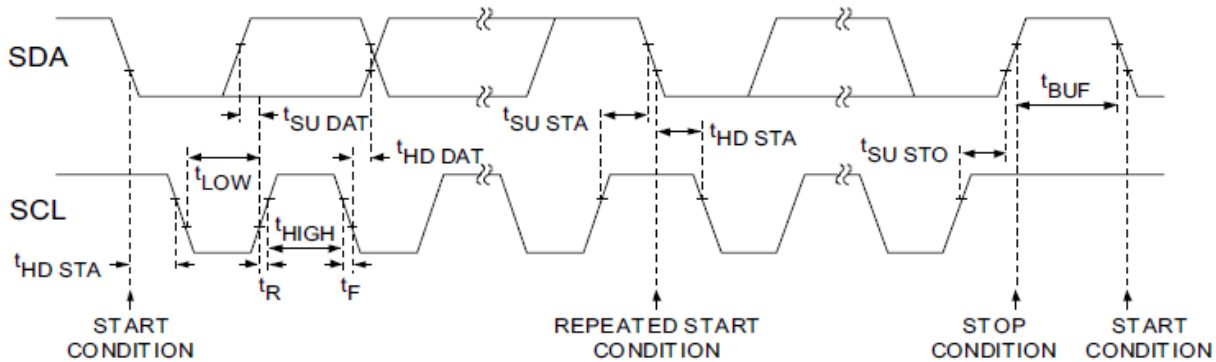 SDA
tSU DAT
tHD DAT
tSU STA
tHD STA
tBUF
tSU STO
tLOW
SCL
tHIGH
tHD STA
tR
tF
START
CONDITION
REPEATED START
CONDITION
STOP
CONDITION
START
CONDITION